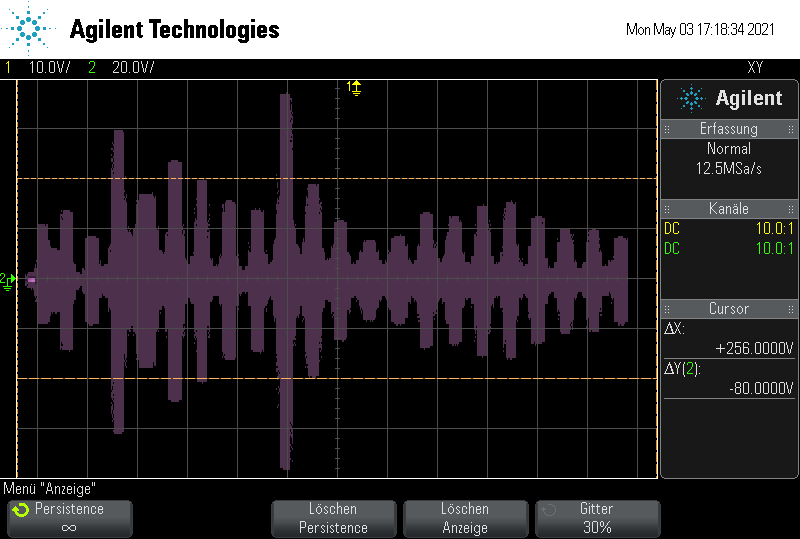 Agilent Technologies
Mon May 03 17:18:34 2021
1 10.0V/ 2 20.0V/ XY
1
2
Agilent
Erfassung
Normal
12.5MSa/s
Kanäle
DC 10.0:1
DC 10.0:1
Cursor
ΔX:
+256.0000V
ΔY(2):
-80.0000V
Menü "Anzeige"
Persistence
∞
Löschen
Persistence
Löschen
Anzeige
Gitter
30%